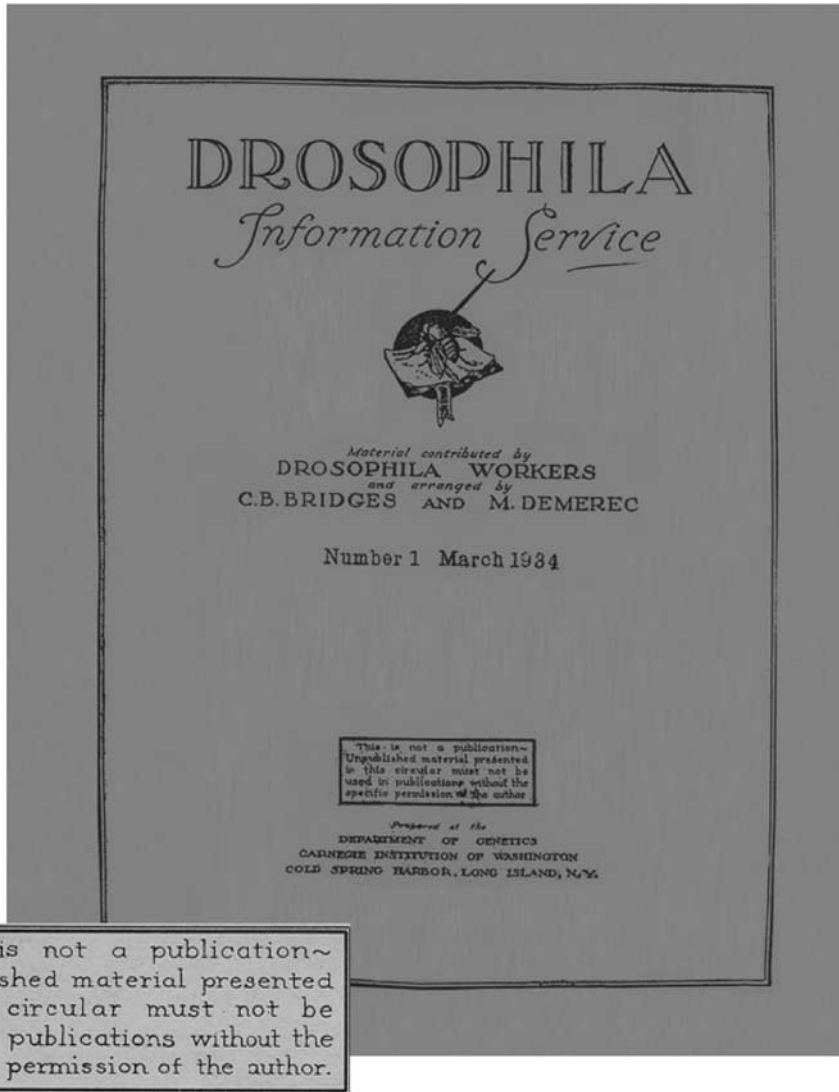 DROSOPHILA
Information Service
Material contributed by
DROSOPHILA WORKERS
and arranged by
C.B. BRIDGES AND M. DEMEREC
Number 1 March 1934
This is not a publication~
Unpublished material presented
in this circular must not be
used in publications without the
specific permission of the author
Prepared at the
DEPARTMENT OF GENETICS
CARNEGIE INSTITUTION OF WASHINGTON
COLD SPRING HARBOR, LONG ISLAND, N.Y.
is not a publication~
shed material presented
circular must not be
publications without the
permission of the author.